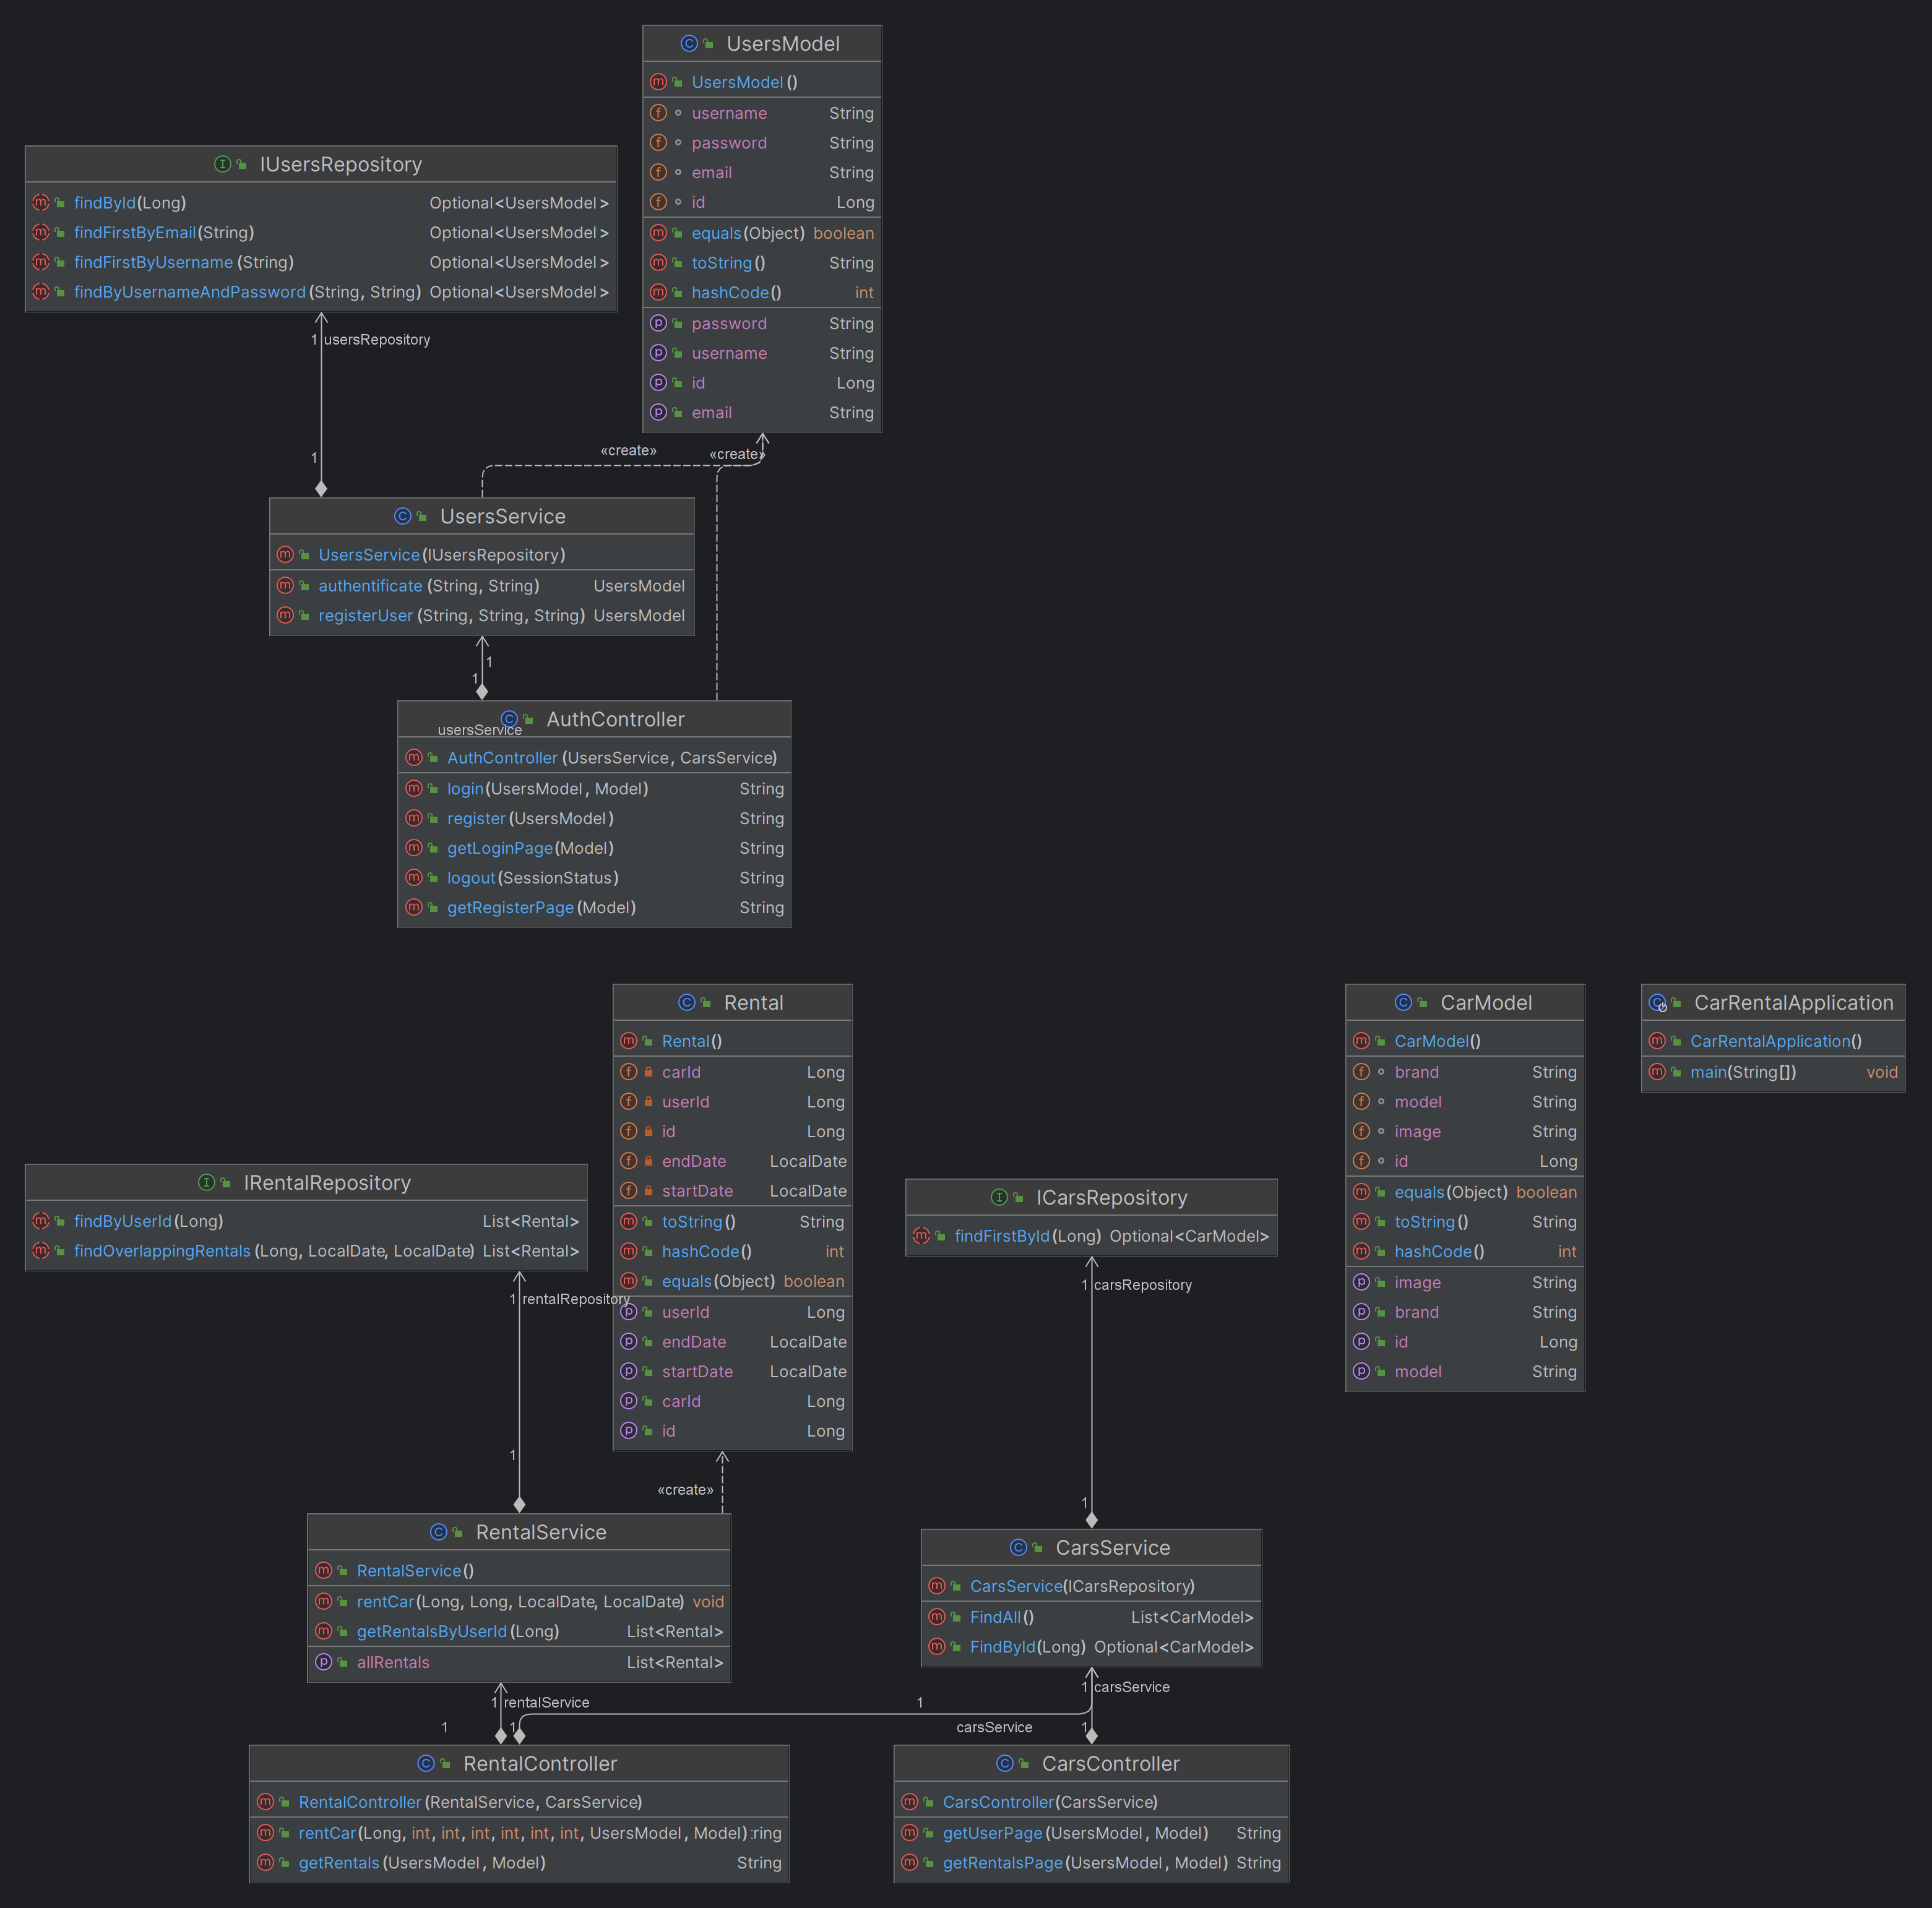 UsersModel
UsersModel()
username String
password String
email String
id Long
equals(Object) boolean
toString() String
hashCode() int
password String
username String
id Long
email String
IUsersRepository
findById(Long) Optional<UsersModel>
findFirstByEmail(String) Optional<UsersModel>
findFirstByUsername(String) Optional<UsersModel>
findByUsernameAndPassword(String, String) Optional<UsersModel>
1 usersRepository
1
«create»
«create»
UsersService
UsersService(IUsersRepository)
authentificate(String, String) UsersModel
registerUser(String, String, String) UsersModel
1
1
AuthController
usersService
AuthController(UsersService, CarsService)
login(UsersModel, Model) String
register(UsersModel) String
getLoginPage(Model) String
logout(SessionStatus) String
getRegisterPage(Model) String
Rental
Rental()
carId Long
userId Long
id Long
endDate LocalDate
startDate LocalDate
toString() String
hashCode() int
equals(Object) boolean
userId Long
endDate LocalDate
startDate LocalDate
carId Long
id Long
CarModel
CarModel()
brand String
model String
image String
id Long
equals(Object) boolean
toString() String
hashCode() int
image String
brand String
id Long
model String
CarRentalApplication
CarRentalApplication()
main(String[]) void
IRentalRepository
findByUserId(Long) List<Rental>
findOverlappingRentals(Long, LocalDate, LocalDate) List<Rental>
1 rentalRepository
1
ICarsRepository
findFirstById(Long) Optional<CarModel>
1 carsRepository
1
«create»
RentalService
RentalService()
rentCar(Long, Long, LocalDate, LocalDate) void
getRentalsByUserId(Long) List<Rental>
allRentals List<Rental>
CarsService
CarsService(ICarsRepository)
FindAll() List<CarModel>
FindById(Long) Optional<CarModel>
1 rentalService
1
1 carsService
1
1
carsService
1
RentalController
RentalController(RentalService, CarsService)
rentCar(Long, int, int, int, int, int, int, UsersModel, Model) :ring
getRentals(UsersModel, Model) String
CarsController
CarsController(CarsService)
getUserPage(UsersModel, Model) String
getRentalsPage(UsersModel, Model) String